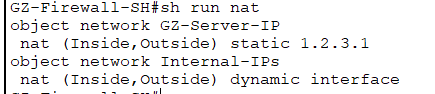 GZ-Firewall-SH#sh run nat
object network GZ-Server-IP
 nat (Inside,Outside) static 1.2.3.1
object network Internal-IPs
 nat (Inside,Outside) dynamic interface